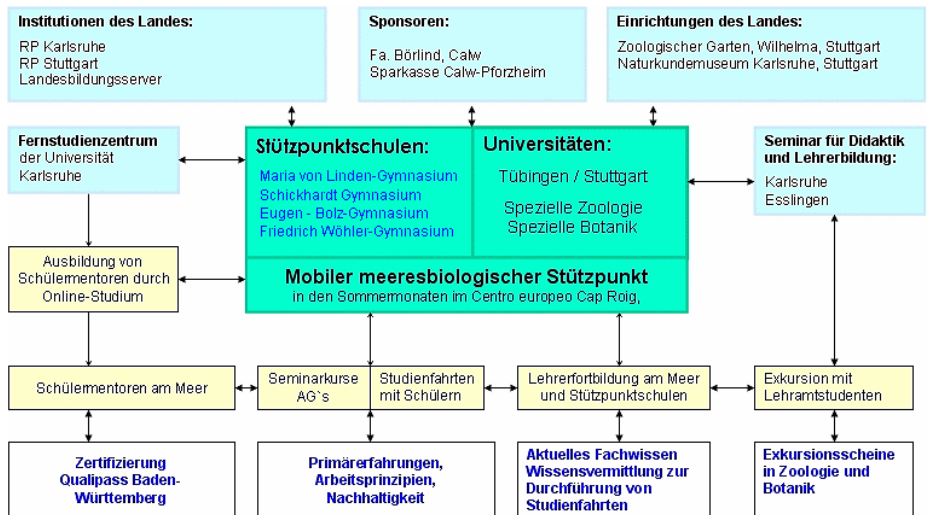 Institutionen des Landes:
RP Karlsruhe
RP Stuttgart
Landesbildungsserver
Sponsoren:
Fa. Börlind, Calw
Sparkasse Calw-Pforzheim
Einrichtungen des Landes:
Zoologischer Garten, Wilhelma, Stuttgart
Naturkundemuseum Karlsruhe, Stuttgart
Fernstudienzentrum
der Universität
Karlsruhe
Stützpunktschulen:
Maria von Linden-Gymnasium
Schickhardt Gymnasium
Eugen - Bolz-Gymnasium
Friedrich Wöhler-Gymnasium
Universitäten:
Tübingen / Stuttgart
Spezielle Zoologie
Spezielle Botanik
Seminar für Didaktik
und Lehrerbildung:
Karlsruhe
Esslingen
Ausbildung von
Schülermentoren durch
Online-Studium
Mobiler meeresbiologischer Stützpunkt
in den Sommermonaten im Centro europeo Cap Roig,
Schülermentoren am Meer
Seminarkurse
AG`s
Studienfahrten
mit Schülern
Lehrerfortbildung am Meer
und Stützpunktschulen
Exkursion mit
Lehramtstudenten
Zertifizierung
Qualipass Baden-
Württemberg
Primärerfahrungen,
Arbeitsprinzipien,
Nachhaltigkeit
Aktuelles Fachwissen
Wissensvermittlung zur
Durchführung von
Studienfahrten
Exkursionsscheine
in Zoologie und
Botanik